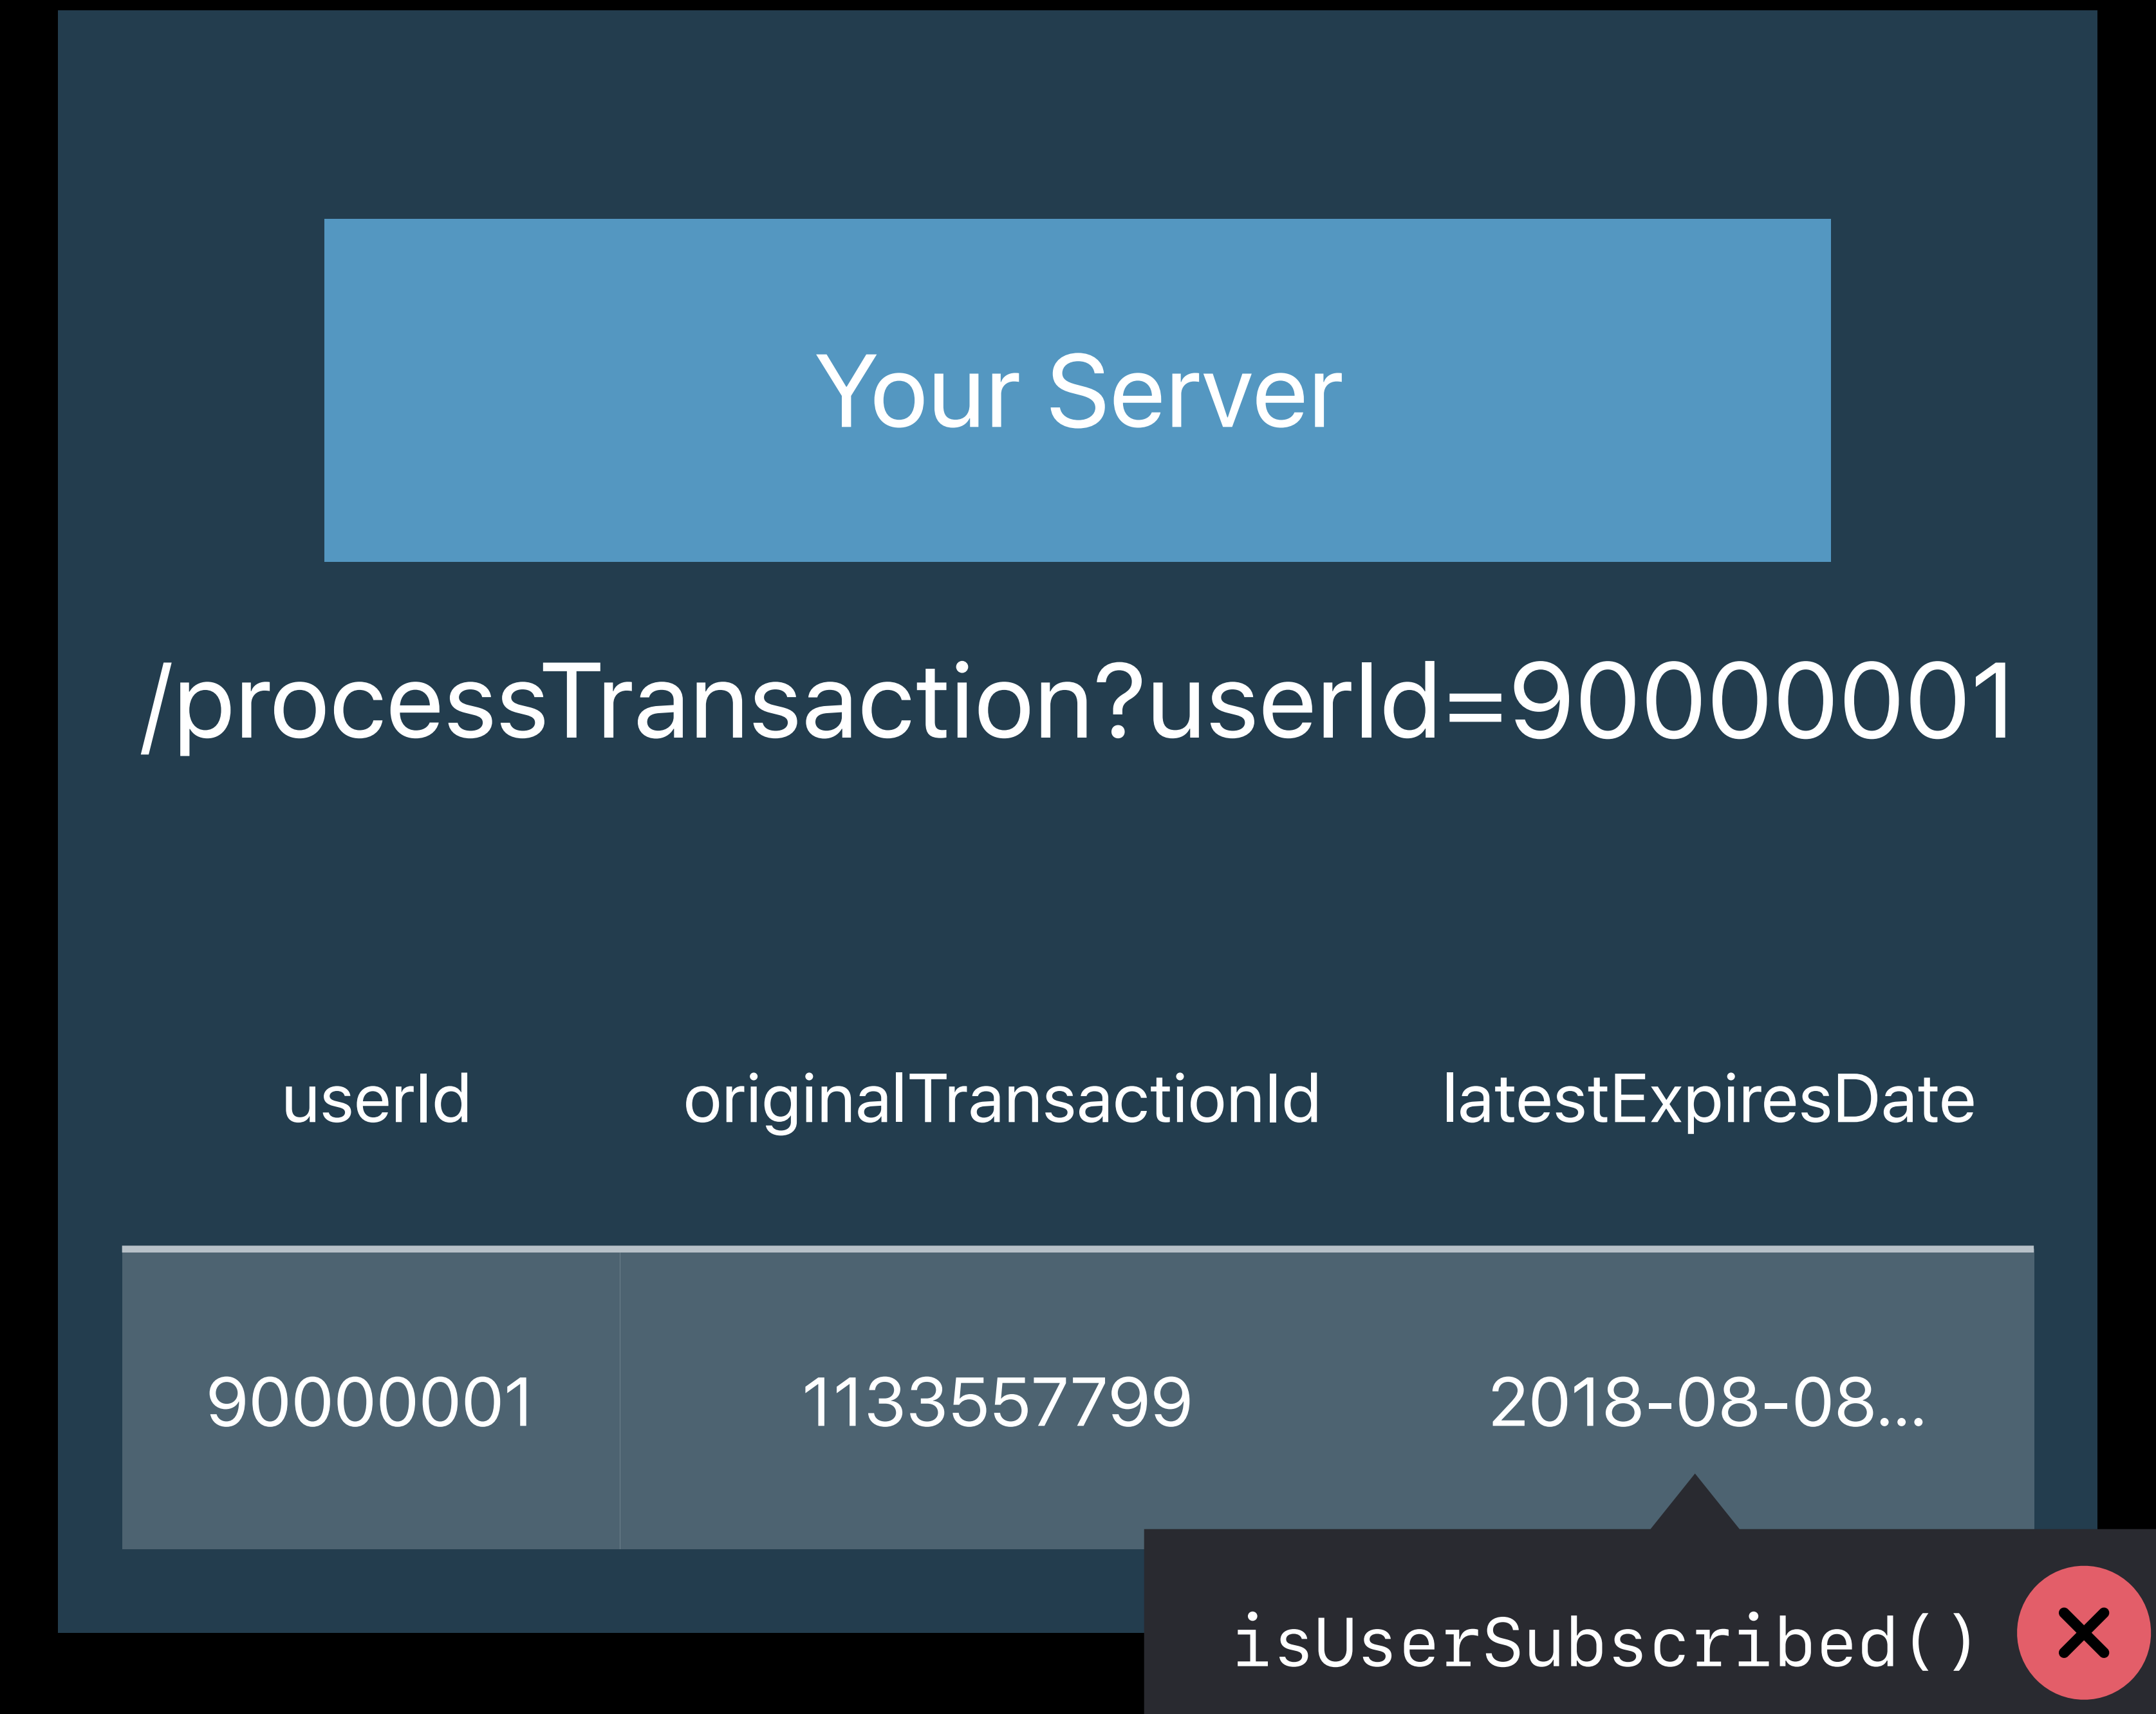 Your Server
/processTransaction?userId=90000001
userId originalTransactionId latestExpiresDate
90000001 1133557799 2018-08-08...
isUserSubscribed()